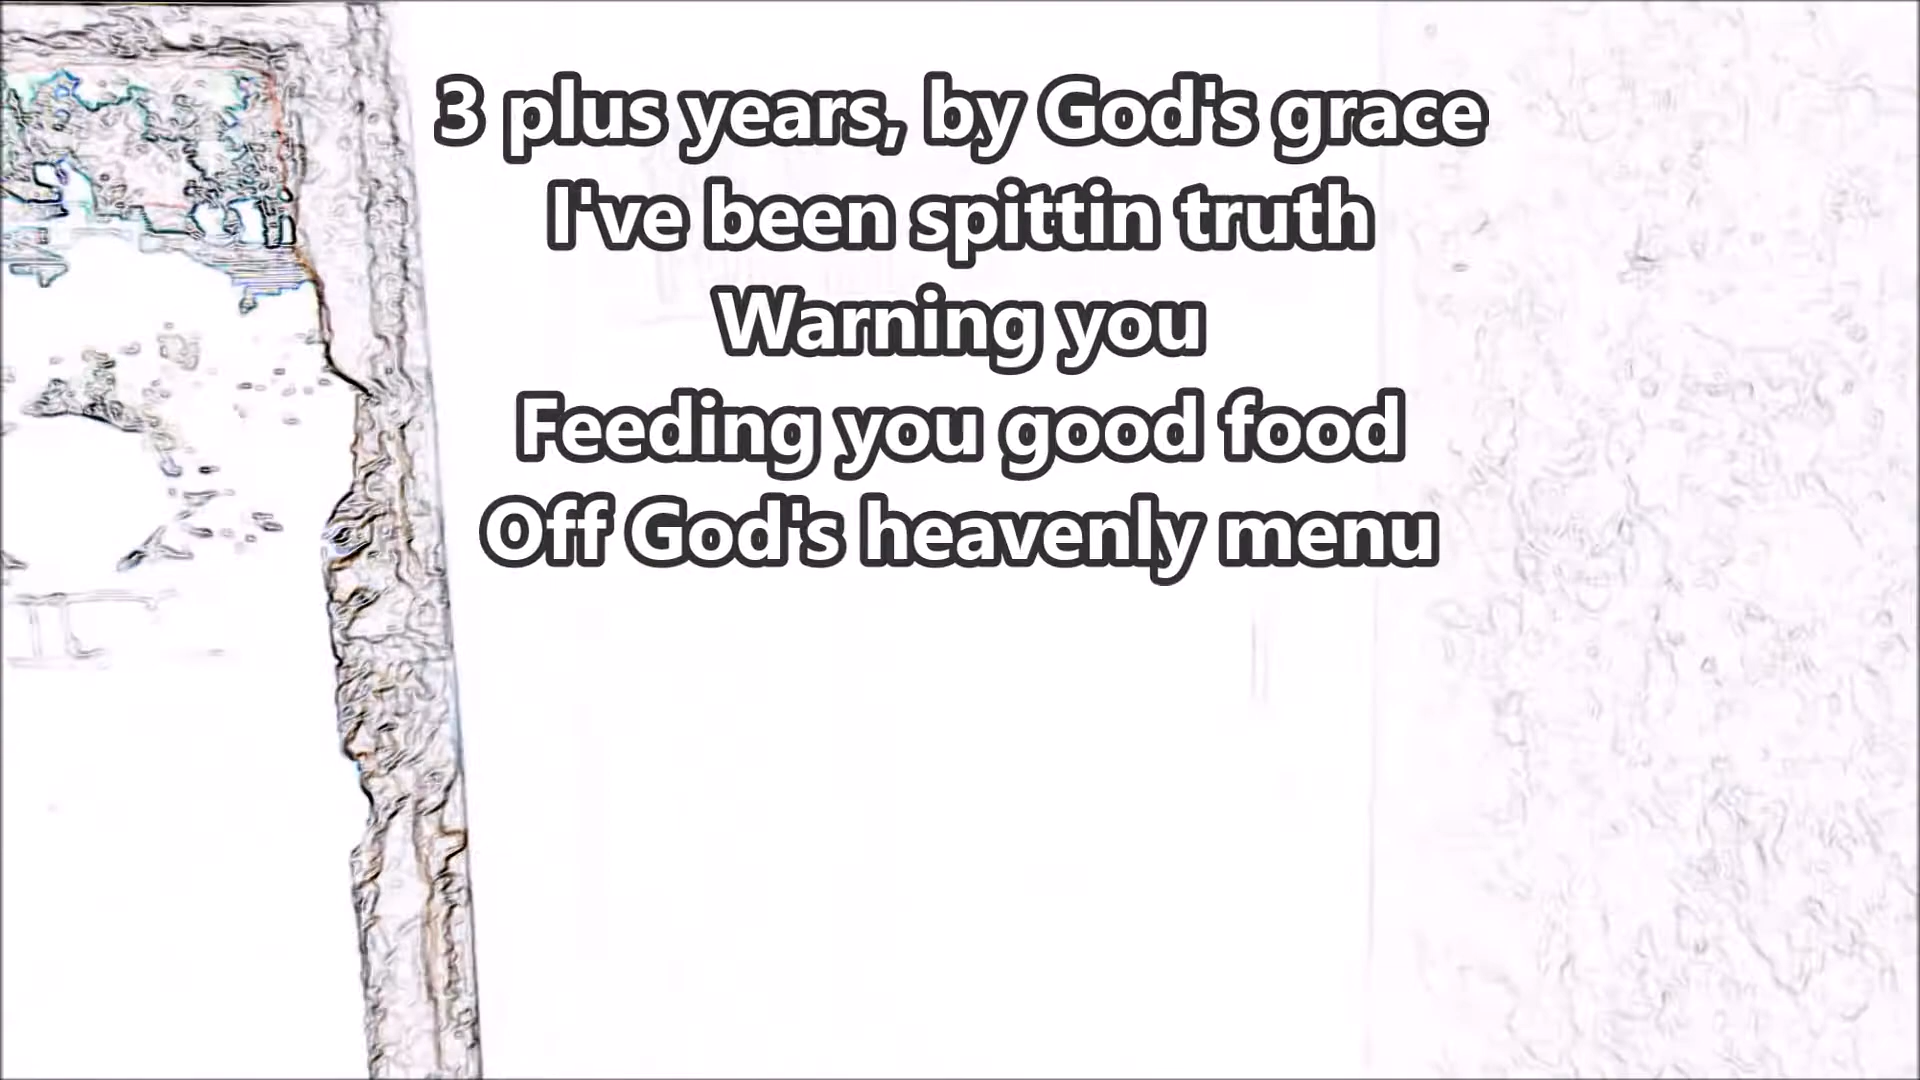 3 plus years, by God's grace
I've been spittin truth
Warning you
Feeding you good food
Off God's heavenly menu